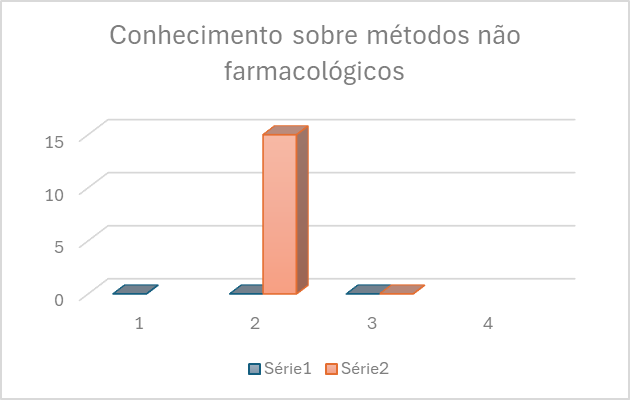 Conhecimento sobre métodos não
farmacológicos
15
10
5
0
1 2 3 4
Série1 Série2